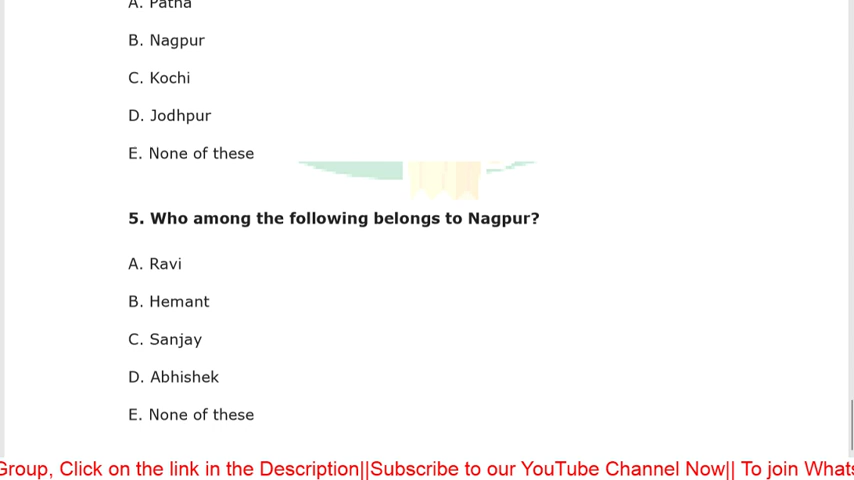 A. Patna
B. Nagpur
C. Kochi
D. Jodhpur
E. None of these
5. Who among the following belongs to Nagpur?
A. Ravi
B. Hemant
C. Sanjay
D. Abhishek
E. None of these
Group, Click on the link in the Description||Subscribe to our YouTube Channel Now|| To join Whats